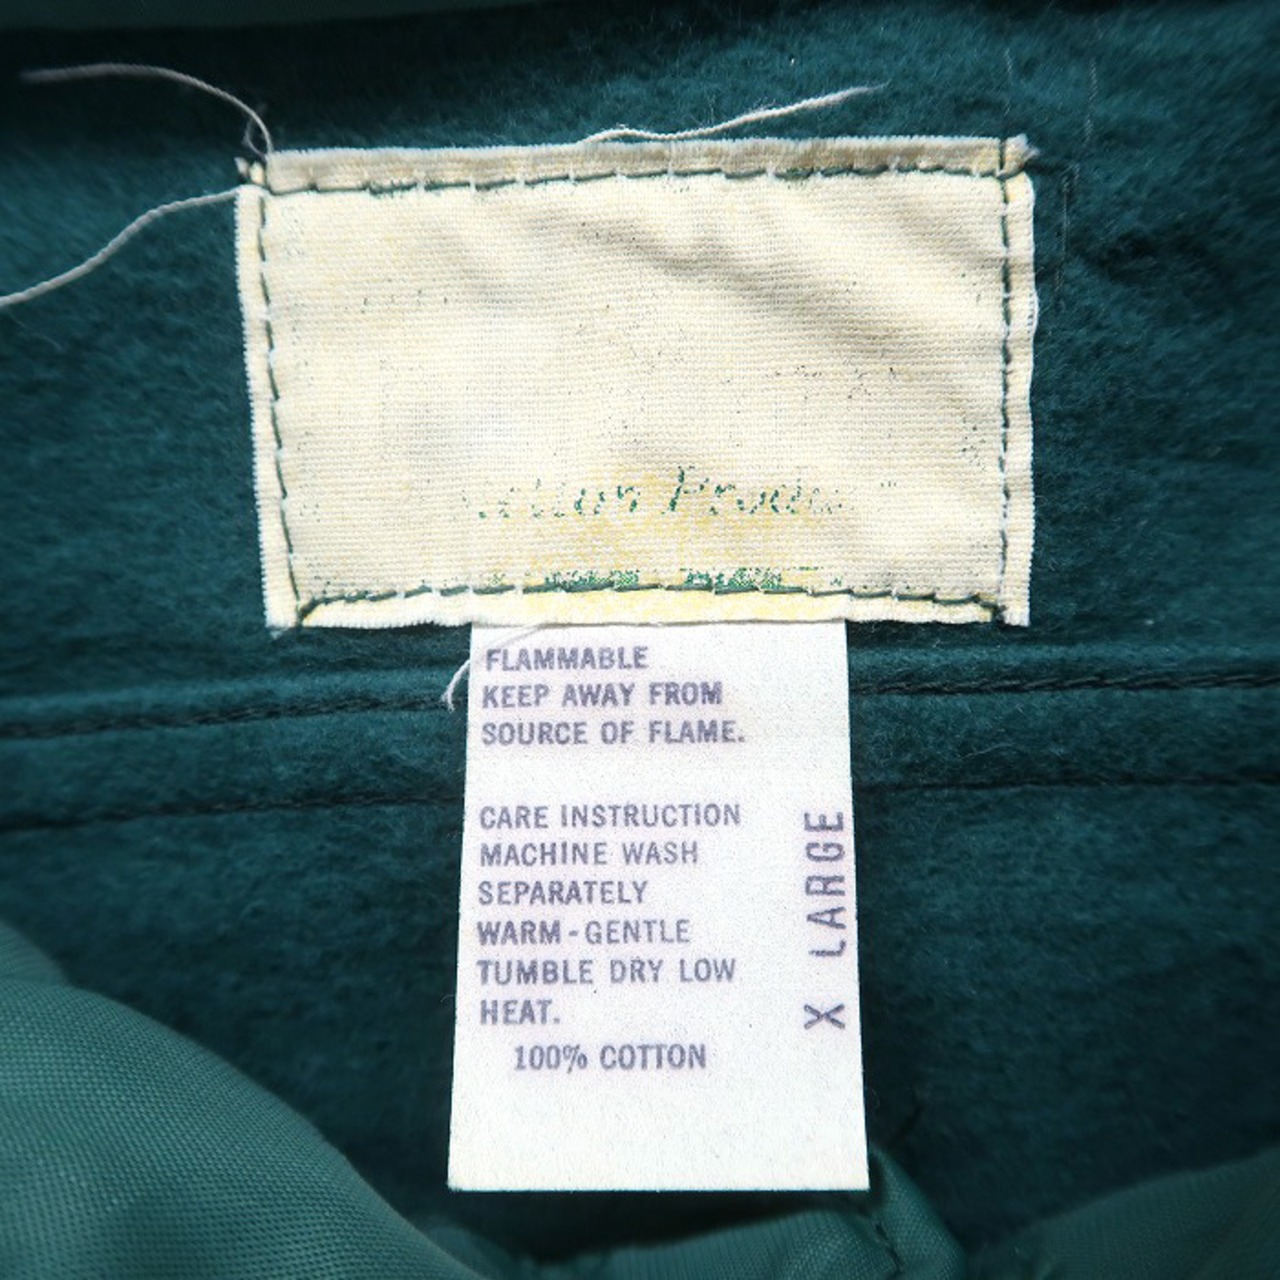 FLAMMABLE
KEEP AWAY FROM
SOURCE OF FLAME.
CARE INSTRUCTION
MACHINE WASH
SEPARATELY
WARM-GENTLE
TUMBLE DRY LOW
HEAT.
100% COTTON
X LARGE